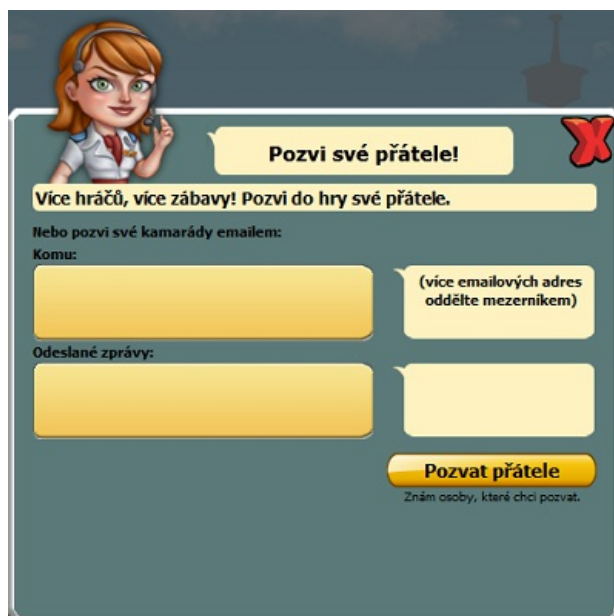 Pozvi své přátele!
Více hráčů, více zábavy! Pozvi do hry své přátele.
Nebo pozvi své kamarády emailem:
Komu:
(více emailových adres
oddělte mezerníkem)
Odeslané zprávy:
Pozvat přátele
Znám osoby, které chci pozvat.